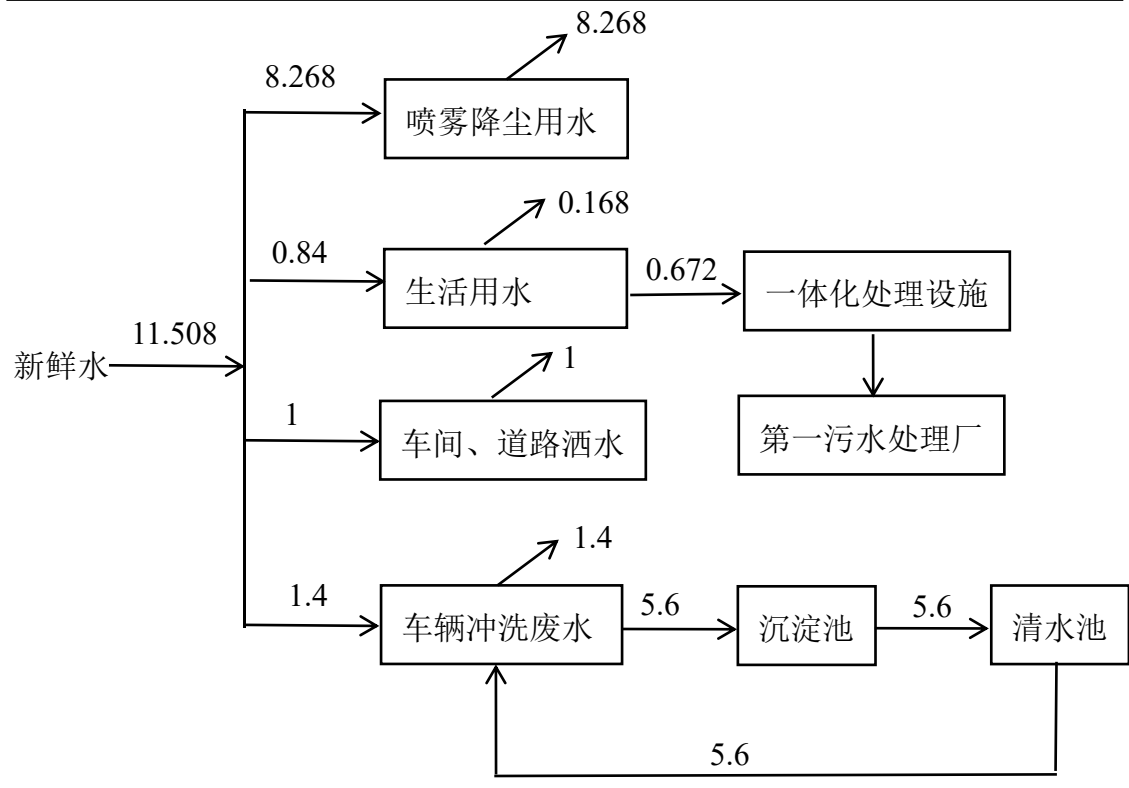 8.268
8.268
喷雾降尘用水
0.168
0.84
生活用水
0.672
一体化处理设施
11.508
新鲜水
1
1
车间、道路洒水
第一污水处理厂
1.4
1.4
车辆冲洗废水
5.6
沉淀池
5.6
清水池
5.6